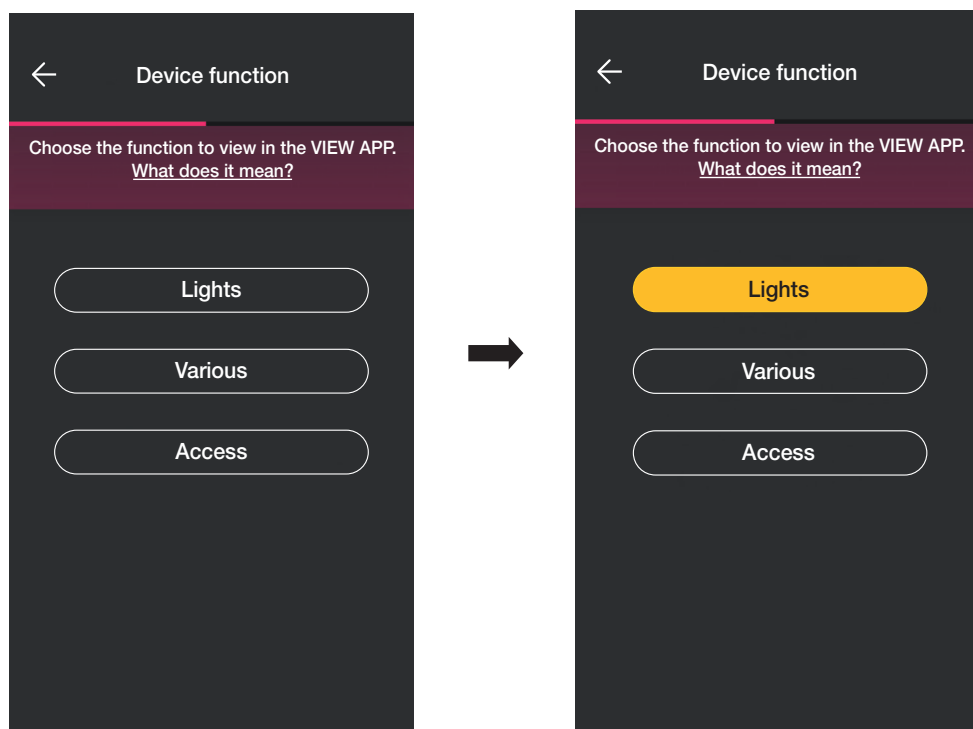 Device function
Choose the function to view in the VIEW APP.
What does it mean?
Lights
Various
Access
Device function
Choose the function to view in the VIEW APP.
What does it mean?
Lights
Various
Access